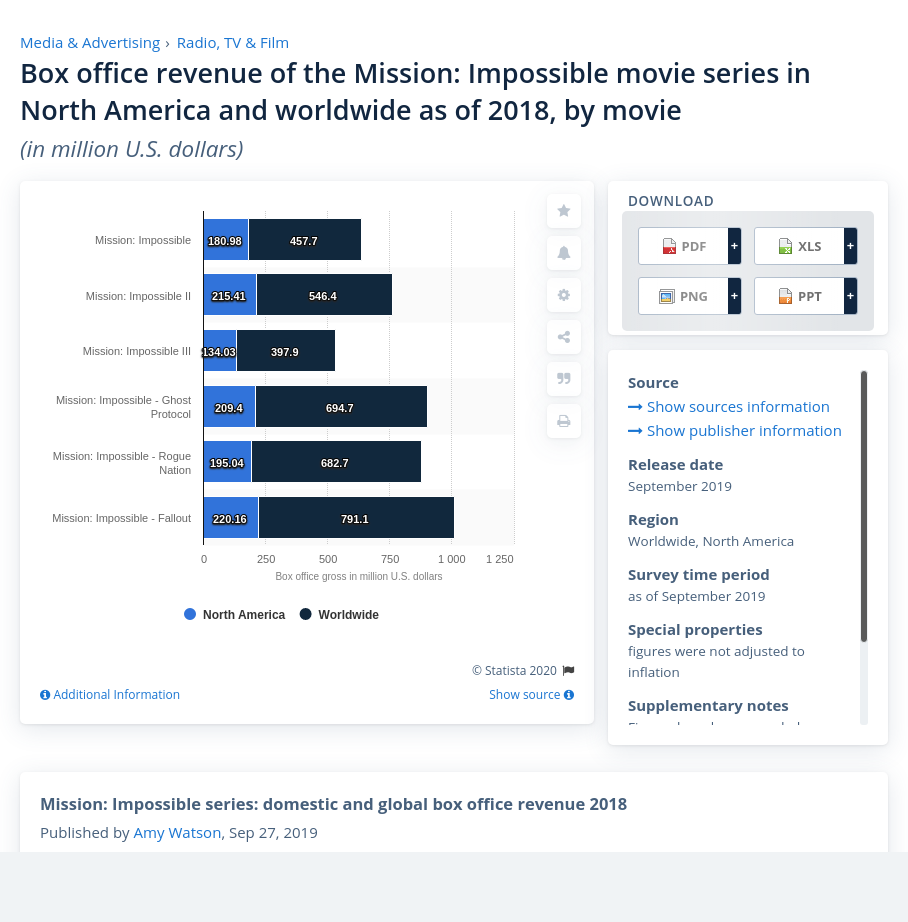 Media & Advertising › Radio, TV & Film
Box office revenue of the Mission: Impossible movie series in
North America and worldwide as of 2018, by movie
(in million U.S. dollars)
Mission: Impossible
180.98
457.7
Mission: Impossible II
215.41
546.4
Mission: Impossible III
134.03
397.9
Mission: Impossible - Ghost
Protocol
209.4
694.7
Mission: Impossible - Rogue
Nation
195.04
682.7
Mission: Impossible - Fallout
220.16
791.1
0 250 500 750 1 000 1 250
Box office gross in million U.S. dollars
North America Worldwide
© Statista 2020
Additional Information
Show source
DOWNLOAD
PDF +
XLS +
PNG +
PPT +
Source
Show sources information
Show publisher information
Release date
September 2019
Region
Worldwide, North America
Survey time period
as of September 2019
Special properties
figures were not adjusted to
inflation
Supplementary notes
Mission: Impossible series: domestic and global box office revenue 2018
Published by Amy Watson, Sep 27, 2019